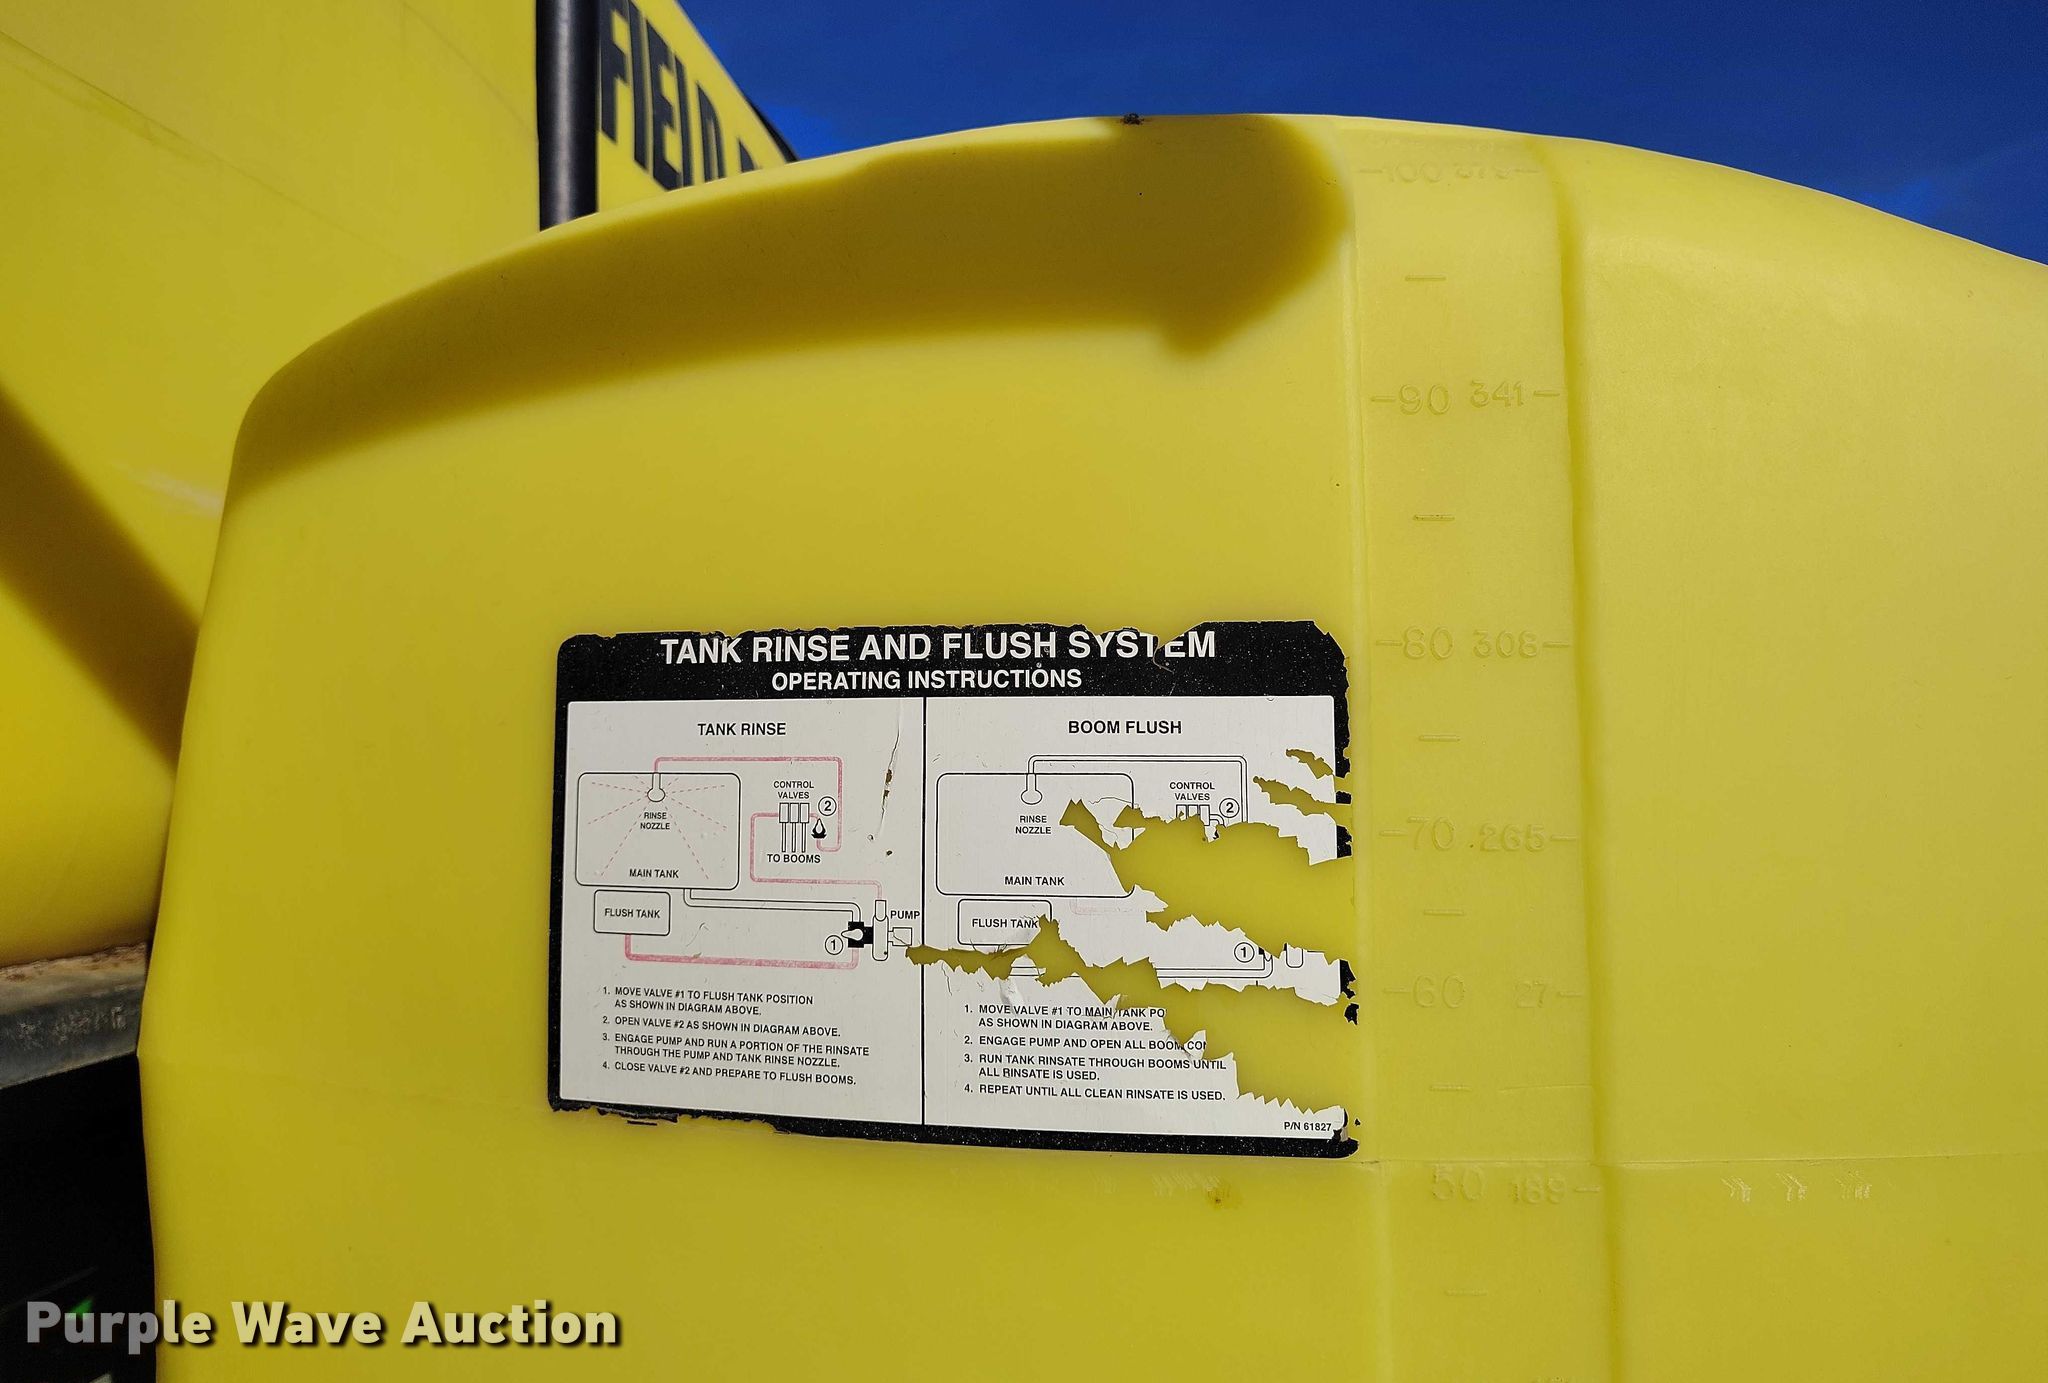 FIELD
100 379
90 341
80 308
70 265
60 27
50 189
TANK RINSE AND FLUSH SYSTEM
OPERATING INSTRUCTIONS
TANK RINSE
CONTROL
VALVES
2
RINSE
NOZZLE
TO BOOMS
MAIN TANK
FLUSH TANK
PUMP
1
1. MOVE VALVE #1 TO FLUSH TANK POSITION
AS SHOWN IN DIAGRAM ABOVE.
2. OPEN VALVE #2 AS SHOWN IN DIAGRAM ABOVE.
3. ENGAGE PUMP AND RUN A PORTION OF THE RINSATE
THROUGH THE PUMP AND TANK RINSE NOZZLE.
4. CLOSE VALVE #2 AND PREPARE TO FLUSH BOOMS.
BOOM FLUSH
CONTROL
VALVES
2
RINSE
NOZZLE
MAIN TANK
FLUSH TANK
1
1. MOVE VALVE #1 TO MAIN TANK PO
AS SHOWN IN DIAGRAM ABOVE.
2. ENGAGE PUMP AND OPEN ALL BOOM CON
3. RUN TANK RINSATE THROUGH BOOMS UNTIL
ALL RINSATE IS USED.
4. REPEAT UNTIL ALL CLEAN RINSATE IS USED.
P/N 61827
Purple Wave Auction